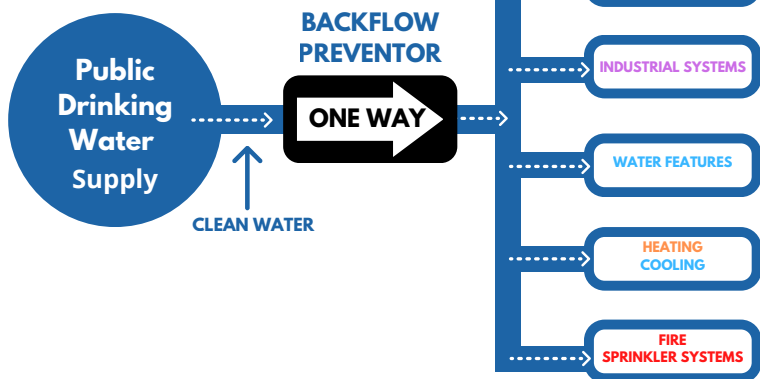 BACKFLOW
PREVENTOR
Public
Drinking
Water
Supply
ONE WAY
CLEAN WATER
INDUSTRIAL SYSTEMS
WATER FEATURES
HEATING
COOLING
FIRE
SPRINKLER SYSTEMS